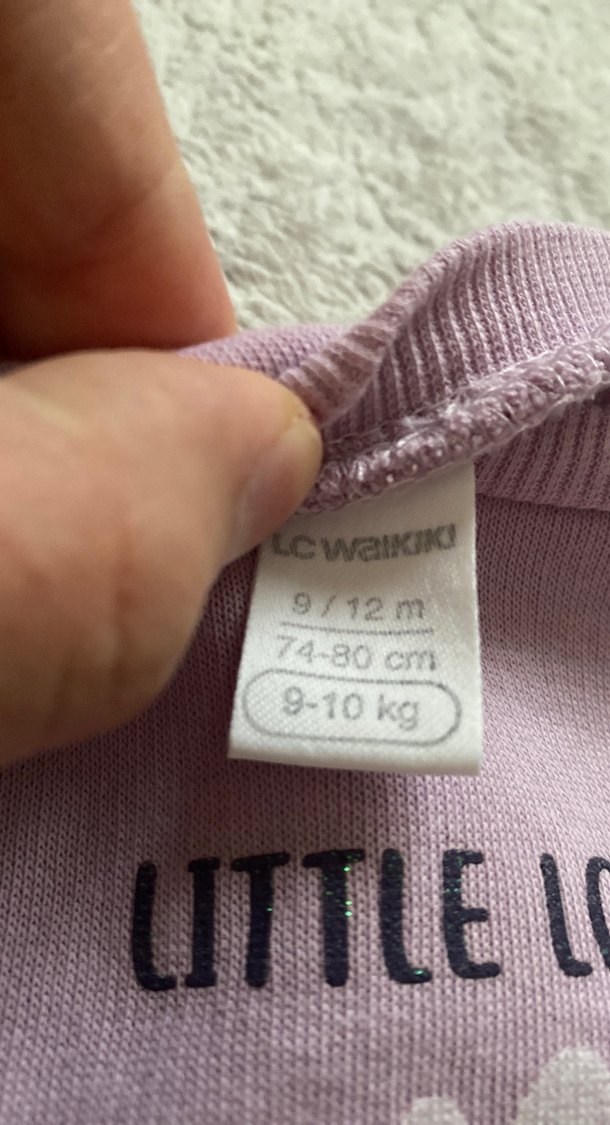 LC Waikiki
9 / 12 m
74-80 cm
9-10 kg
LITTLE